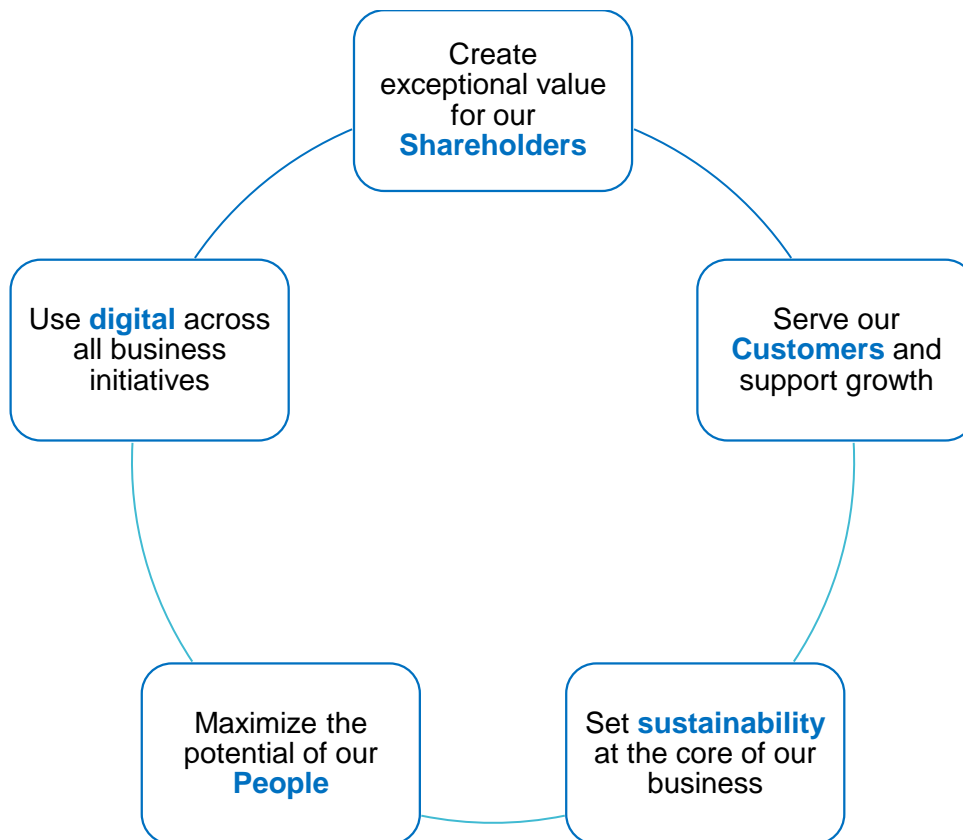 Create
exceptional value
for our
Shareholders
Serve our
Customers and
support growth
Set sustainability
at the core of our
business
Maximize the
potential of our
People
Use digital across
all business
initiatives